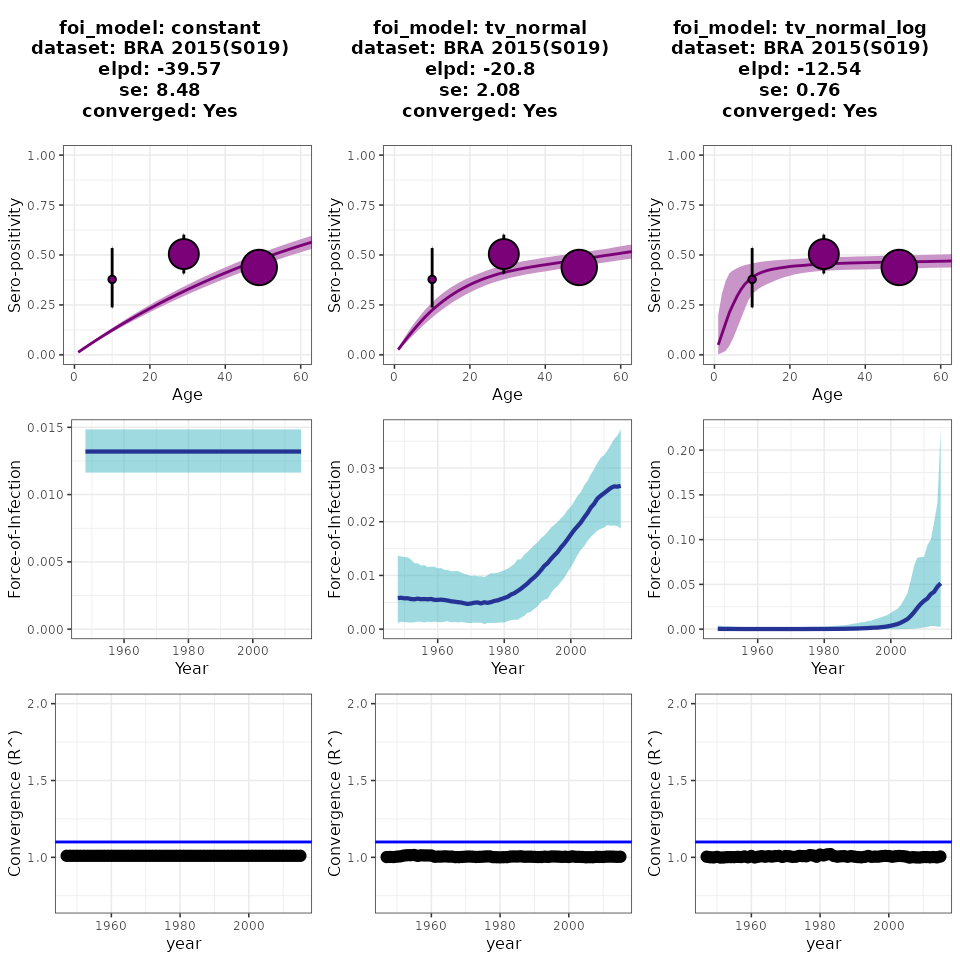 foi_model: constant
dataset: BRA 2015(S019)
elpd: -39.57
se: 8.48
converged: Yes
foi_model: tv_normal
dataset: BRA 2015(S019)
elpd: -20.8
se: 2.08
converged: Yes
foi_model: tv_normal_log
dataset: BRA 2015(S019)
elpd: -12.54
se: 0.76
converged: Yes
Sero-positivity
1.00
0.75
0.50
0.25
0.00
0 20 40 60
Age
Sero-positivity
1.00
0.75
0.50
0.25
0.00
0 20 40 60
Age
Sero-positivity
1.00
0.75
0.50
0.25
0.00
0 20 40 60
Age
Force-of-Infection
0.015
0.010
0.005
0.000
1960 1980 2000
Year
Force-of-Infection
0.03
0.02
0.01
0.00
1960 1980 2000
Year
Force-of-Infection
0.20
0.15
0.10
0.05
0.00
1960 1980 2000
Year
Convergence (R^)
2.0
1.5
1.0
1960 1980 2000
year
Convergence (R^)
2.0
1.5
1.0
1960 1980 2000
year
Convergence (R^)
2.0
1.5
1.0
1960 1980 2000
year